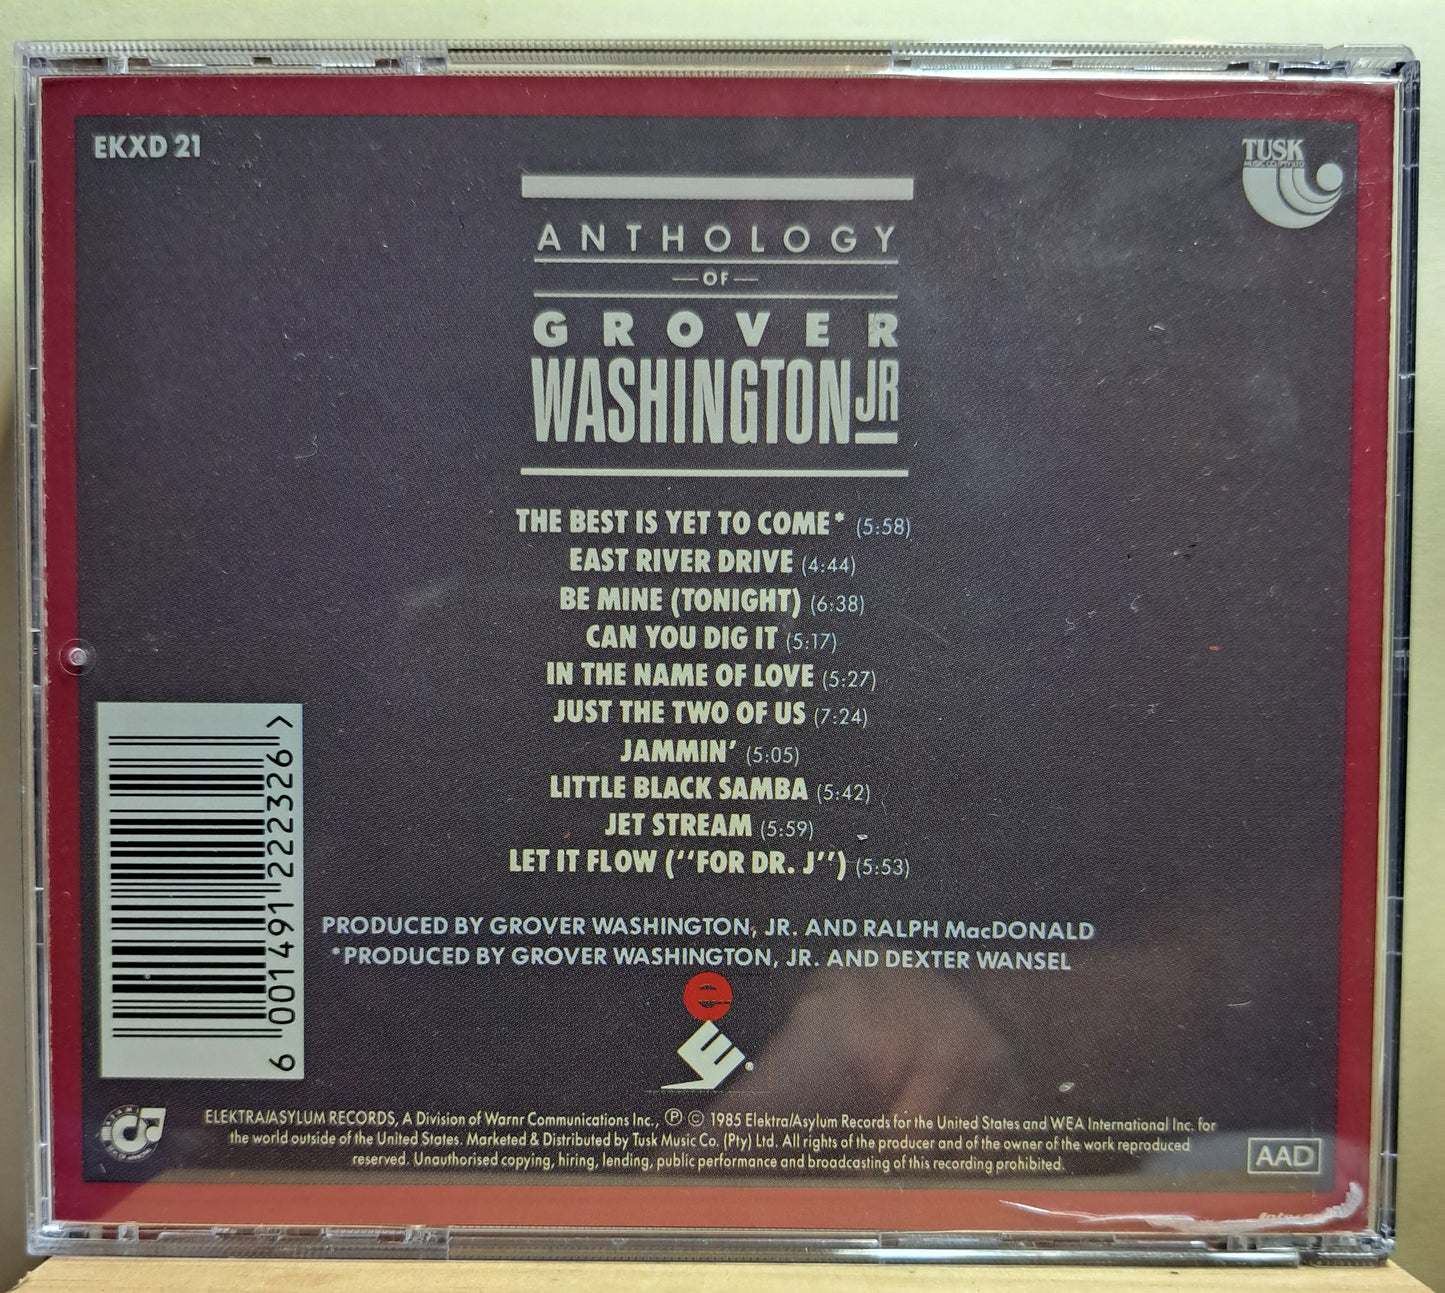 EKXD 21
TUSK
MUSIC CO. (PTY) LTD
ANTHOLOGY
OF
GROVER
WASHINGTON JR
THE BEST IS YET TO COME* (5:58)
EAST RIVER DRIVE (4:44)
BE MINE (TONIGHT) (6:38)
CAN YOU DIG IT (5:17)
IN THE NAME OF LOVE (5:27)
JUST THE TWO OF US (7:24)
JAMMIN' (5:05)
LITTLE BLACK SAMBA (5:42)
JET STREAM (5:59)
LET IT FLOW (''FOR DR. J'') (5:53)
PRODUCED BY GROVER WASHINGTON, JR. AND RALPH MacDONALD
*PRODUCED BY GROVER WASHINGTON, JR. AND DEXTER WANSEL
6 001491 222326 >
e
E®
ELEKTRA/ASYLUM RECORDS, A Division of Warnr Communications Inc., ℗ © 1985 Elektra/Asylum Records for the United States and WEA International Inc. for
the world outside of the United States. Marketed & Distributed by Tusk Music Co. (Pty) Ltd. All rights of the producer and of the owner of the work reproduced
reserved. Unauthorised copying, hiring, lending, public performance and broadcasting of this recording prohibited.
AAD